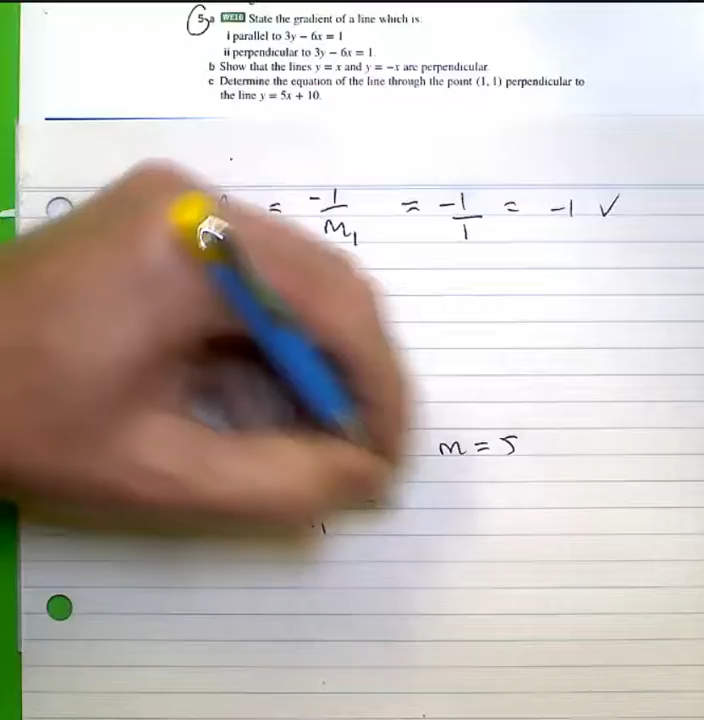 5 a WE16 State the gradient of a line which is:
i parallel to 3y − 6x = 1
ii perpendicular to 3y − 6x = 1.
b Show that the lines y = x and y = −x are perpendicular.
c Determine the equation of the line through the point (1, 1) perpendicular to
the line y = 5x + 10.
= -1/m₁ = -1/1 = -1 ✓
m = 5